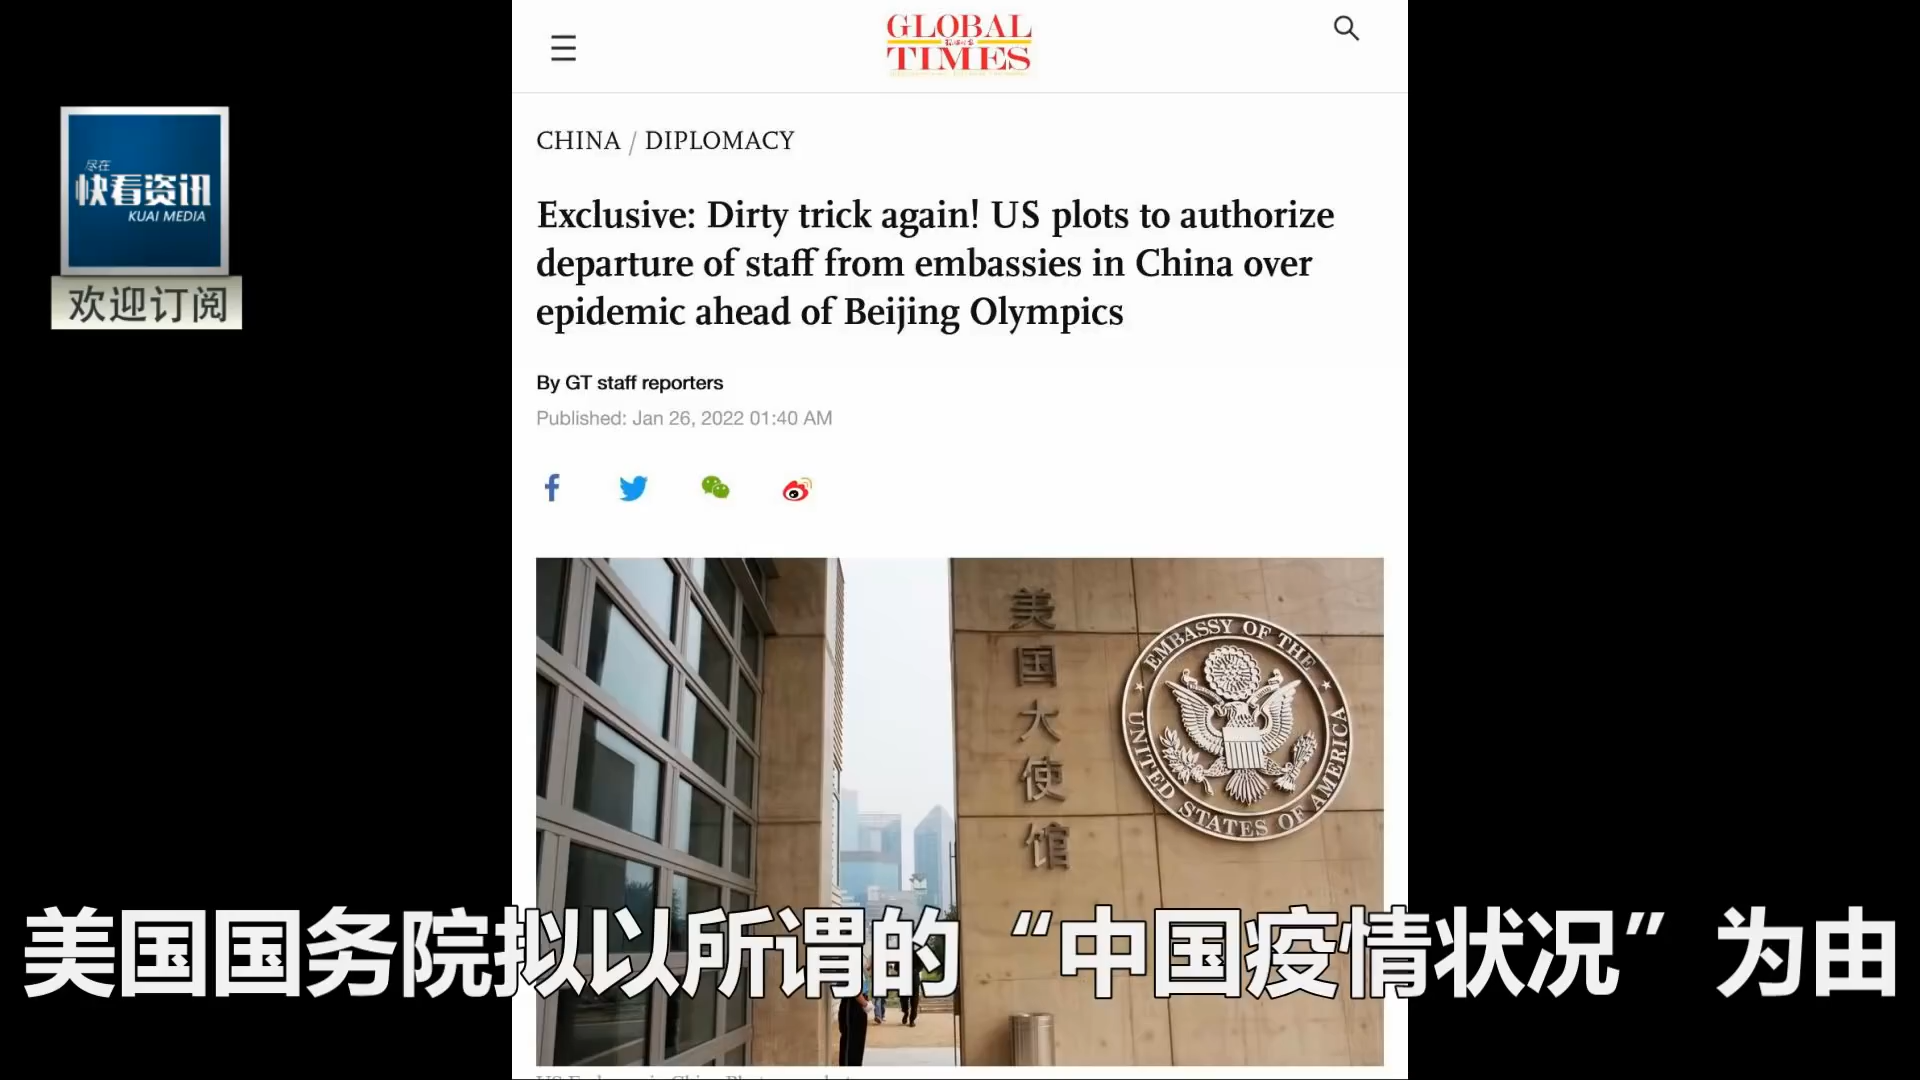 GLOBAL
TIMES
尽在
快看资讯
KUAI MEDIA
欢迎订阅
CHINA / DIPLOMACY
Exclusive: Dirty trick again! US plots to authorize
departure of staff from embassies in China over
epidemic ahead of Beijing Olympics
By GT staff reporters
Published: Jan 26, 2022 01:40 AM
美国大使馆
EMBASSY OF THE
UNITED STATES OF AMERICA
美国国务院拟以所谓的“中国疫情状况”为由